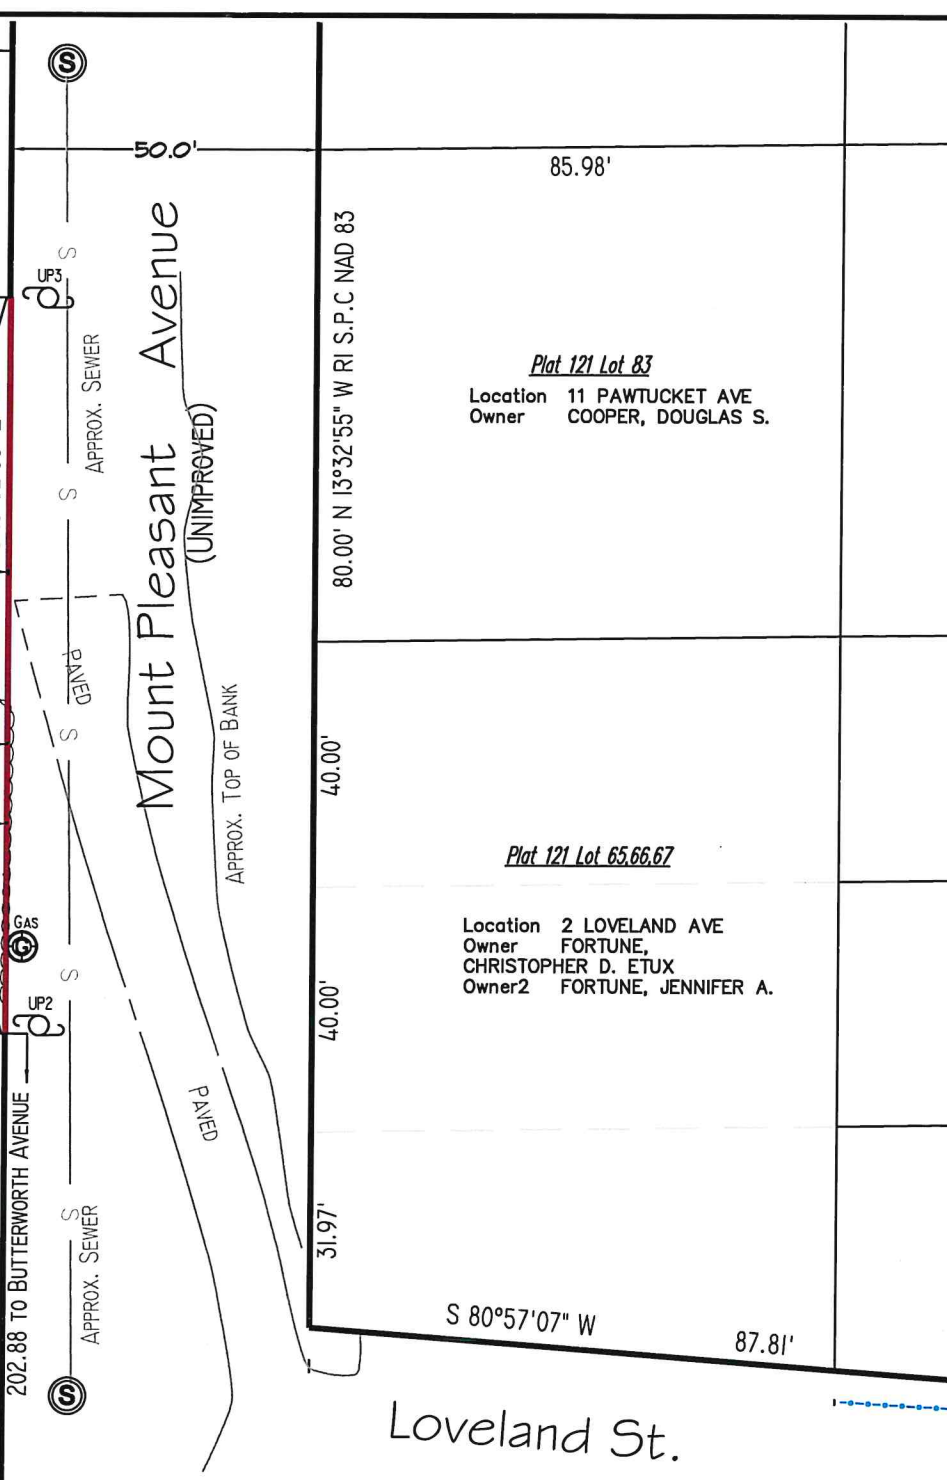 S
50.0'
85.98'
S
UP3
APPROX. SEWER
Mount Pleasant Avenue
(UNIMPROVED)
80.00' N 13°32'55" W RI S.P.C NAD 83
Plat 121 Lot 83
Location 11 PAWTUCKET AVE
Owner COOPER, DOUGLAS S.
S
PAVED
S
APPROX. TOP OF BANK
40.00'
Plat 121 Lot 65,66,67
Location 2 LOVELAND AVE
Owner FORTUNE,
CHRISTOPHER D. ETUX
Owner2 FORTUNE, JENNIFER A.
GAS
G
S
UP2
40.00'
PAVED
202.88 TO BUTTERWORTH AVENUE
S
APPROX. SEWER
31.97'
S 80°57'07" W
87.81'
S
Loveland St.